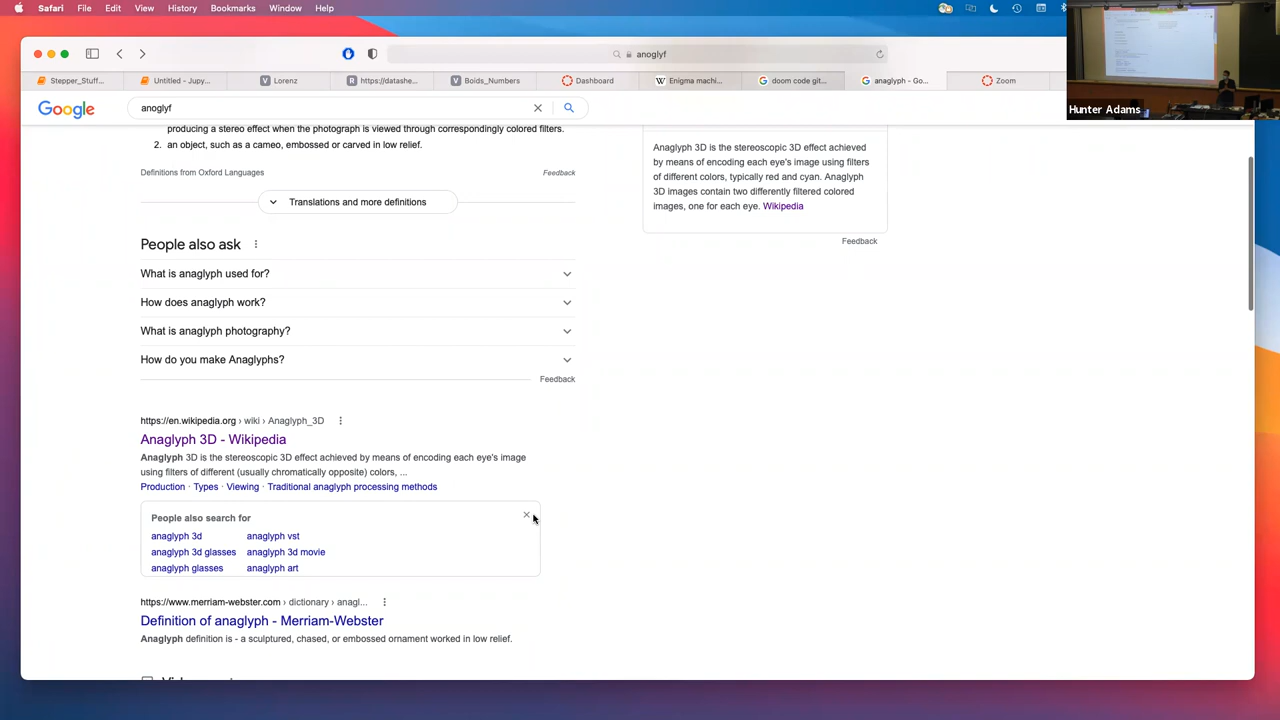 Safari File Edit View History Bookmarks Window Help
anoglyf
Stepper_Stuff... Untitled - Jupy... Lorenz https://datashe... Boids_Numbers Dashboard Enigma machi... doom code git... anaglyph - Go... Zoom
Hunter Adams
Google anoglyf
producing a stereo effect when the photograph is viewed through correspondingly colored filters.
2. an object, such as a cameo, embossed or carved in low relief.
Definitions from Oxford Languages Feedback
Translations and more definitions
Anaglyph 3D is the stereoscopic 3D effect achieved
by means of encoding each eye's image using filters
of different colors, typically red and cyan. Anaglyph
3D images contain two differently filtered colored
images, one for each eye. Wikipedia
Feedback
People also ask
What is anaglyph used for?
How does anaglyph work?
What is anaglyph photography?
How do you make Anaglyphs?
Feedback
https://en.wikipedia.org › wiki › Anaglyph_3D
Anaglyph 3D - Wikipedia
Anaglyph 3D is the stereoscopic 3D effect achieved by means of encoding each eye's image
using filters of different (usually chromatically opposite) colors, ...
Production · Types · Viewing · Traditional anaglyph processing methods
People also search for
anaglyph 3d anaglyph vst
anaglyph 3d glasses anaglyph 3d movie
anaglyph glasses anaglyph art
https://www.merriam-webster.com › dictionary › anagl...
Definition of anaglyph - Merriam-Webster
Anaglyph definition is - a sculptured, chased, or embossed ornament worked in low relief.